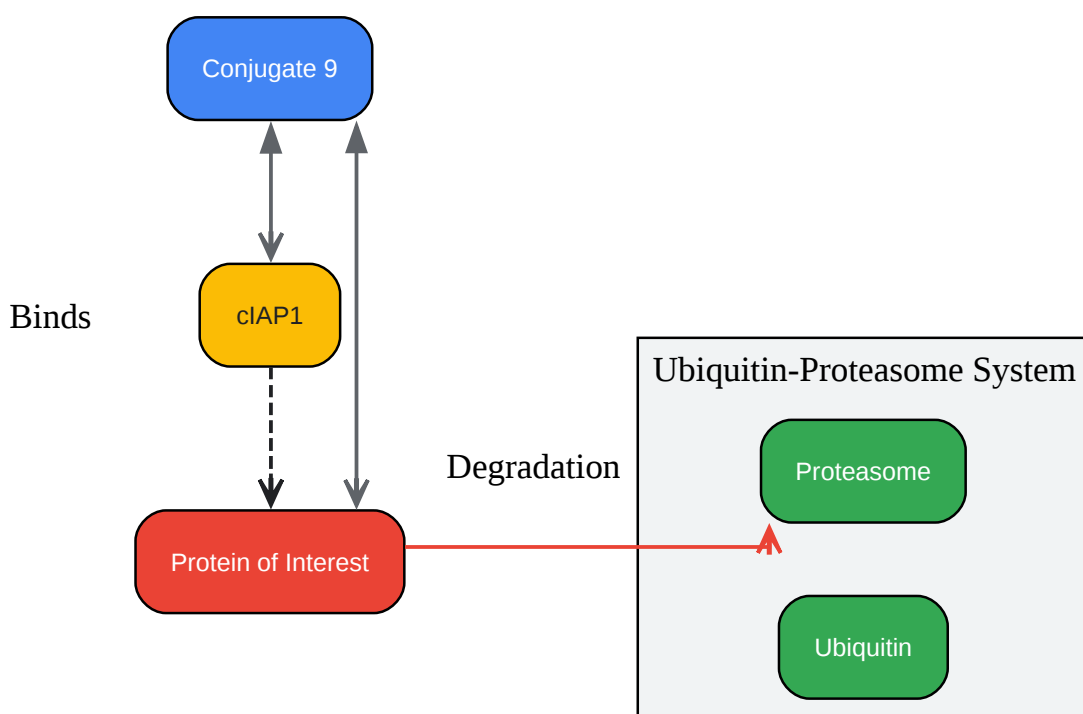 Conjugate 9
cIAP1
Binds
Ubiquitin-Proteasome System
Proteasome
Degradation
Protein of Interest
Ubiquitin